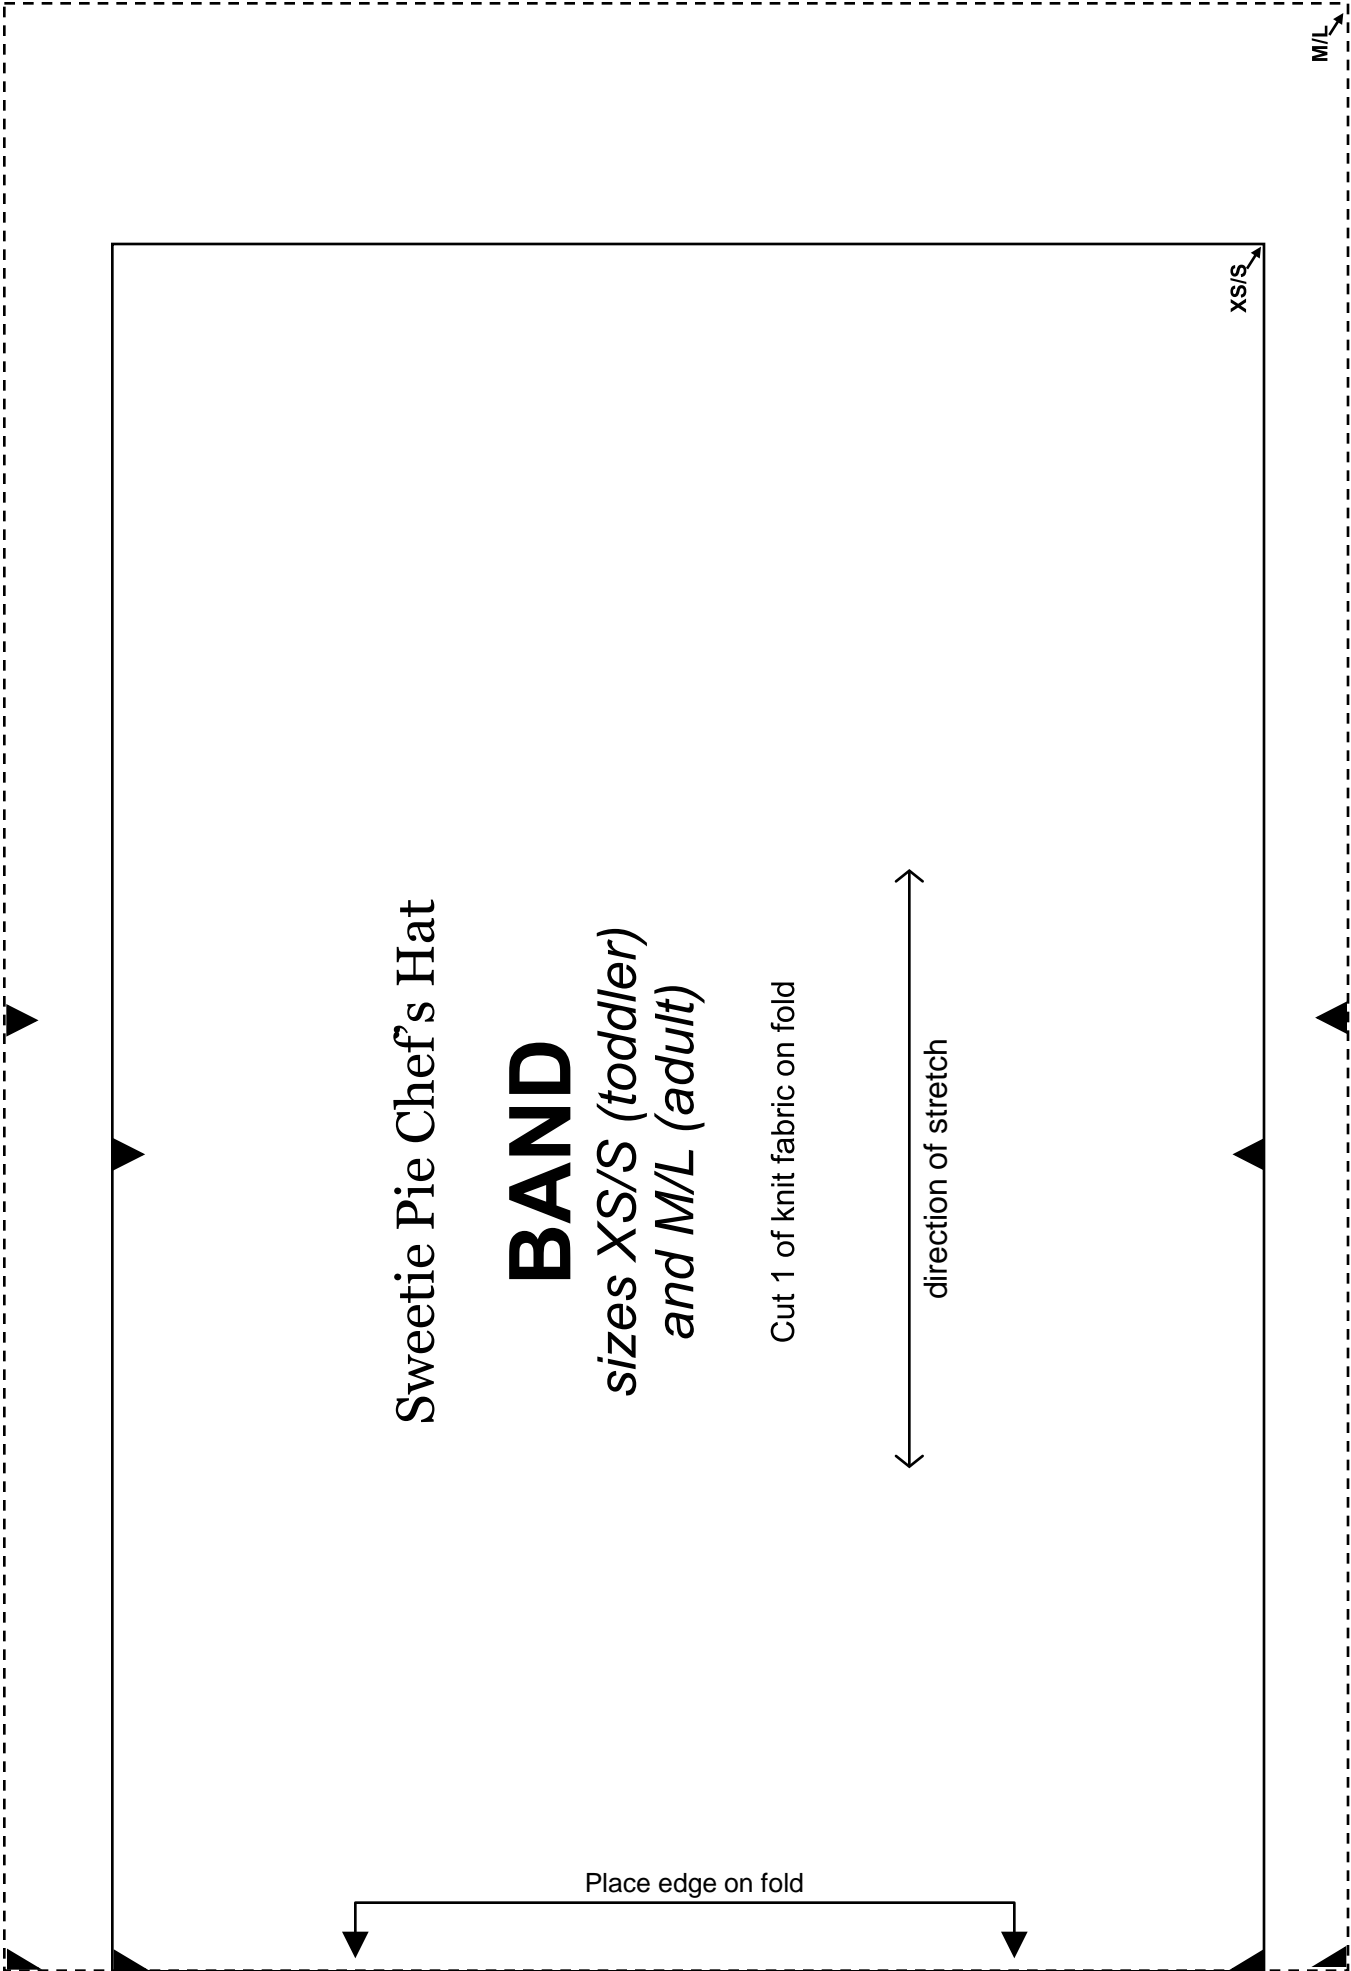 M/L
XS/S
Sweetie Pie Chef's Hat
BAND
sizes XS/S (toddler)
and M/L (adult)
Cut 1 of knit fabric on fold
direction of stretch
Place edge on fold